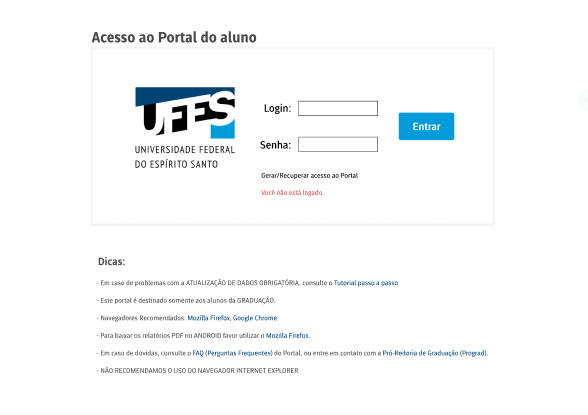 Acesso ao Portal do aluno
UFES
UNIVERSIDADE FEDERAL
DO ESPÍRITO SANTO
Login:
Senha:
Entrar
Gerar/Recuperar acesso ao Portal
Você não está logado.
Dicas:
- Em caso de problemas com a ATUALIZAÇÃO DE DADOS OBRIGATÓRIA, consulte o Tutorial passo a passo.
- Este portal é destinado somente aos alunos da GRADUAÇÃO.
- Navegadores Recomendados: Mozilla Firefox, Google Chrome.
- Para baixar os relatórios PDF no ANDROID favor utilizar o Mozilla Firefox.
- Em caso de dúvidas, consulte o FAQ (Perguntas Frequentes) do Portal, ou entre em contato com a Pró-Reitoria de Graduação (Prograd).
- NÃO RECOMENDAMOS O USO DO NAVEGADOR INTERNET EXPLORER